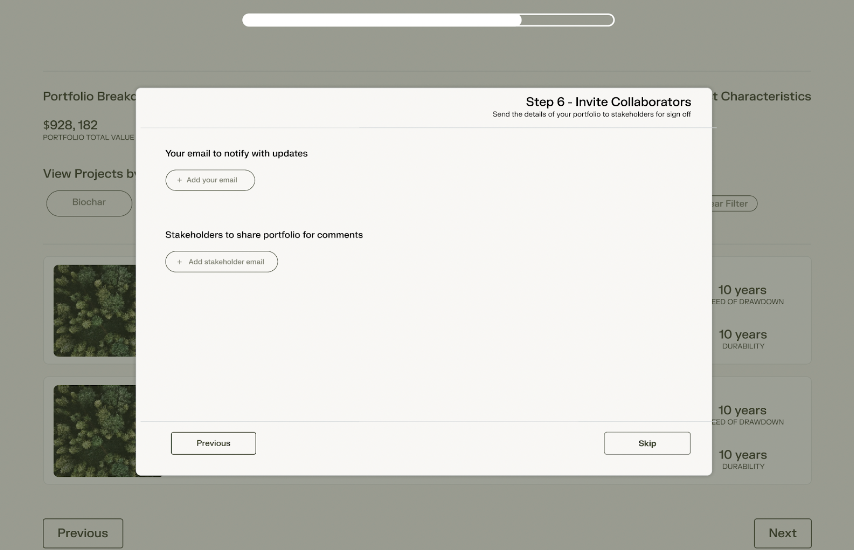 Portfolio Breakd
$928, 182
PORTFOLIO TOTAL VALUE
View Projects by
Biochar
Step 6 - Invite Collaborators
Send the details of your portfolio to stakeholders for sign off
Your email to notify with updates
+ Add your email
Stakeholders to share portfolio for comments
+ Add stakeholder email
Previous
Skip
t Characteristics
ar Filter
10 years
EED OF DRAWDOWN
10 years
DURABILITY
10 years
EED OF DRAWDOWN
10 years
DURABILITY
Previous
Next